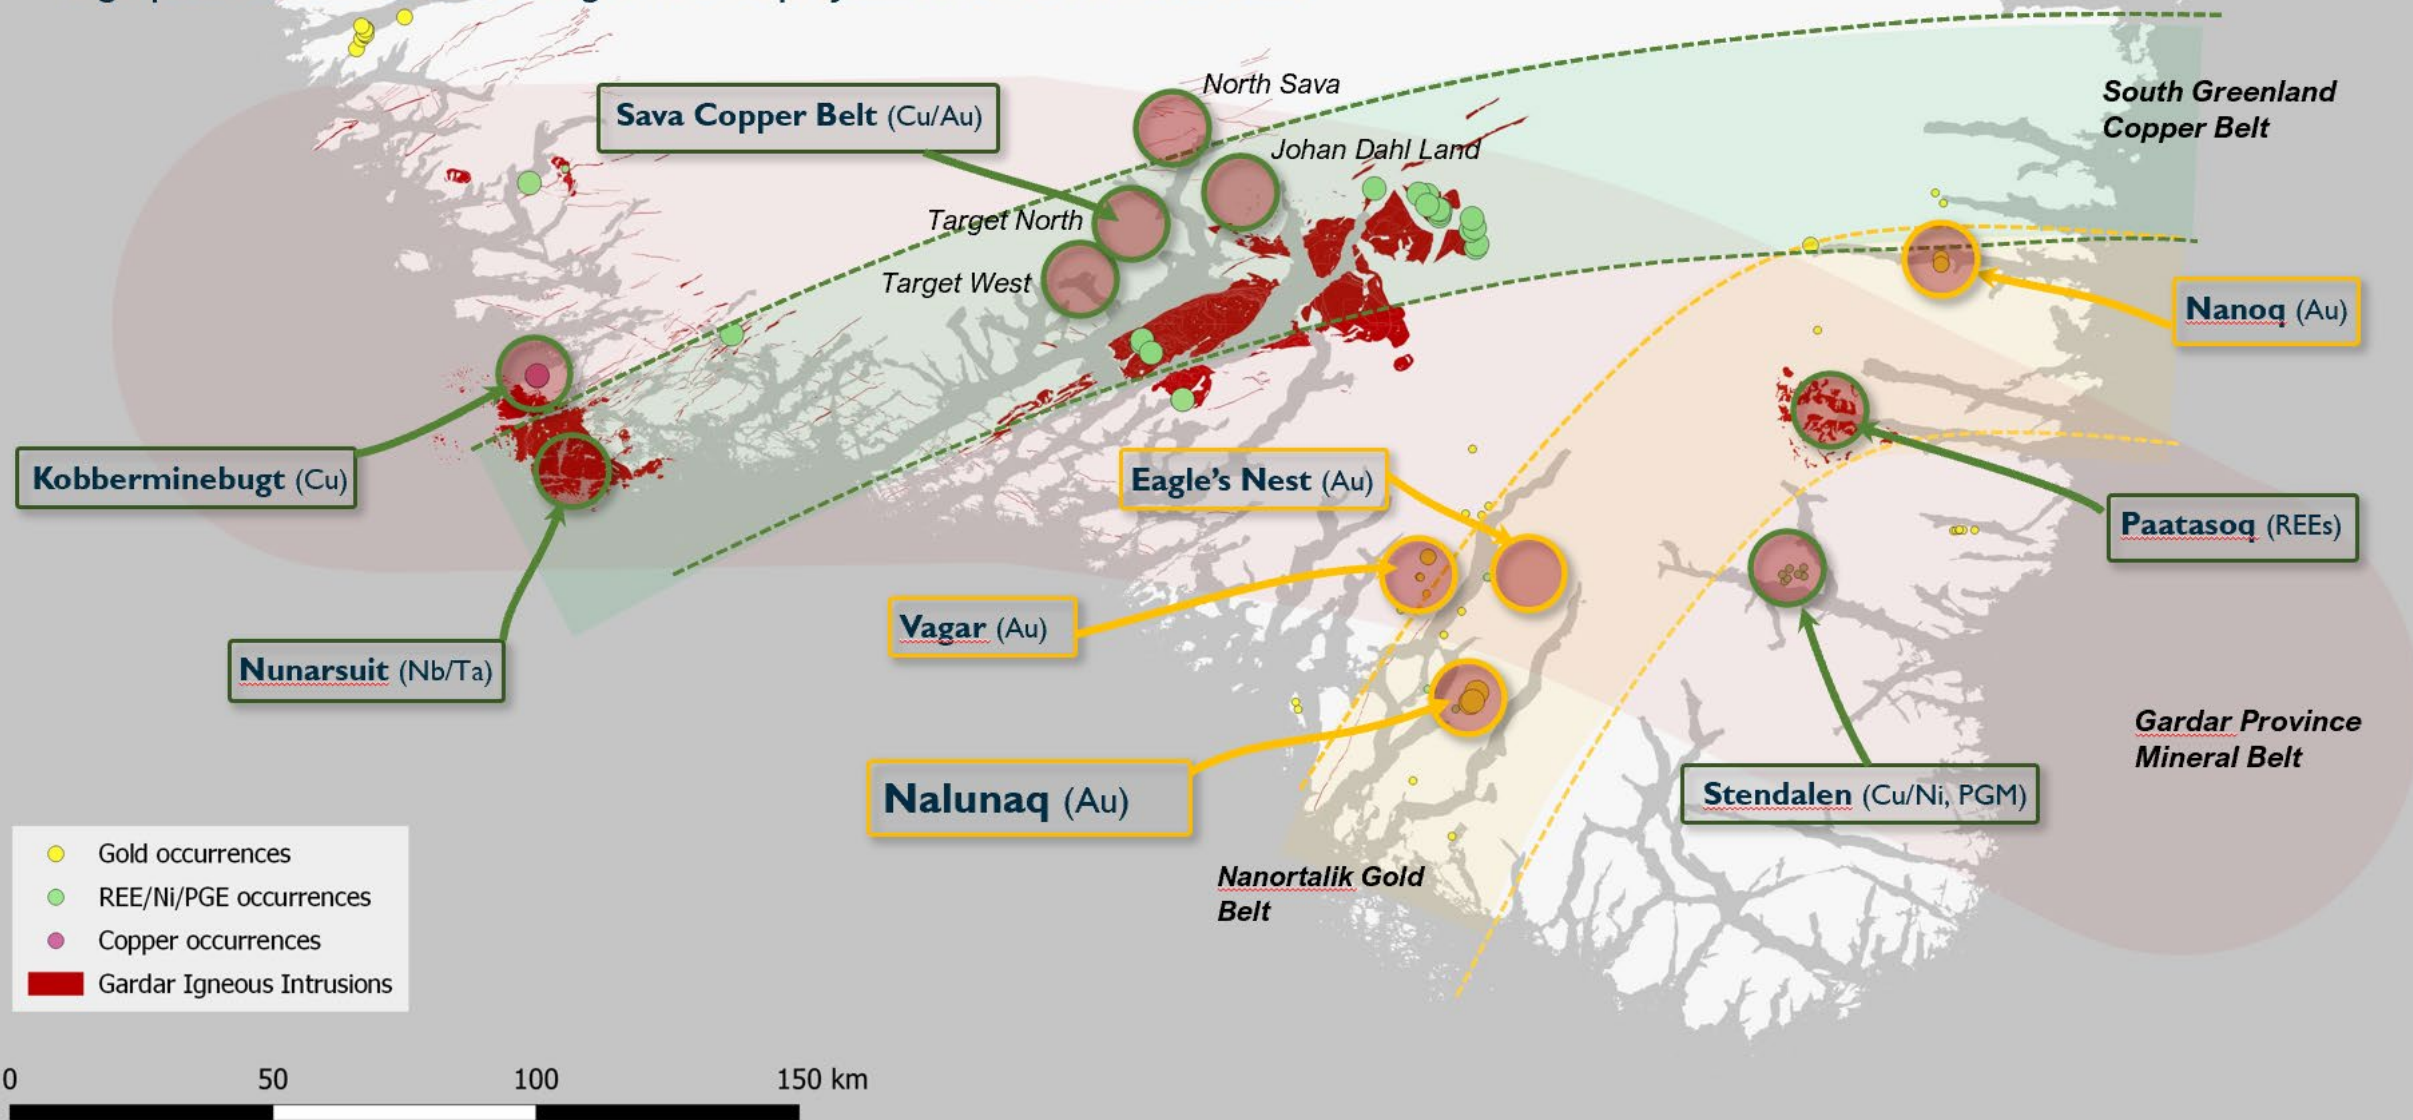 North Sava
Sava Copper Belt (Cu/Au)
South Greenland
Copper Belt
Johan Dahl Land
Target North
Target West
Nanoq (Au)
Kobberminebugt (Cu)
Eagle's Nest (Au)
Paatasoq (REEs)
Vagar (Au)
Nunarsuit (Nb/Ta)
Gardar Province
Mineral Belt
Nalunaq (Au)
Stendalen (Cu/Ni, PGM)
Nanortalik Gold
Belt
Gold occurrences
REE/Ni/PGE occurrences
Copper occurrences
Gardar Igneous Intrusions
0 50 100 150 km